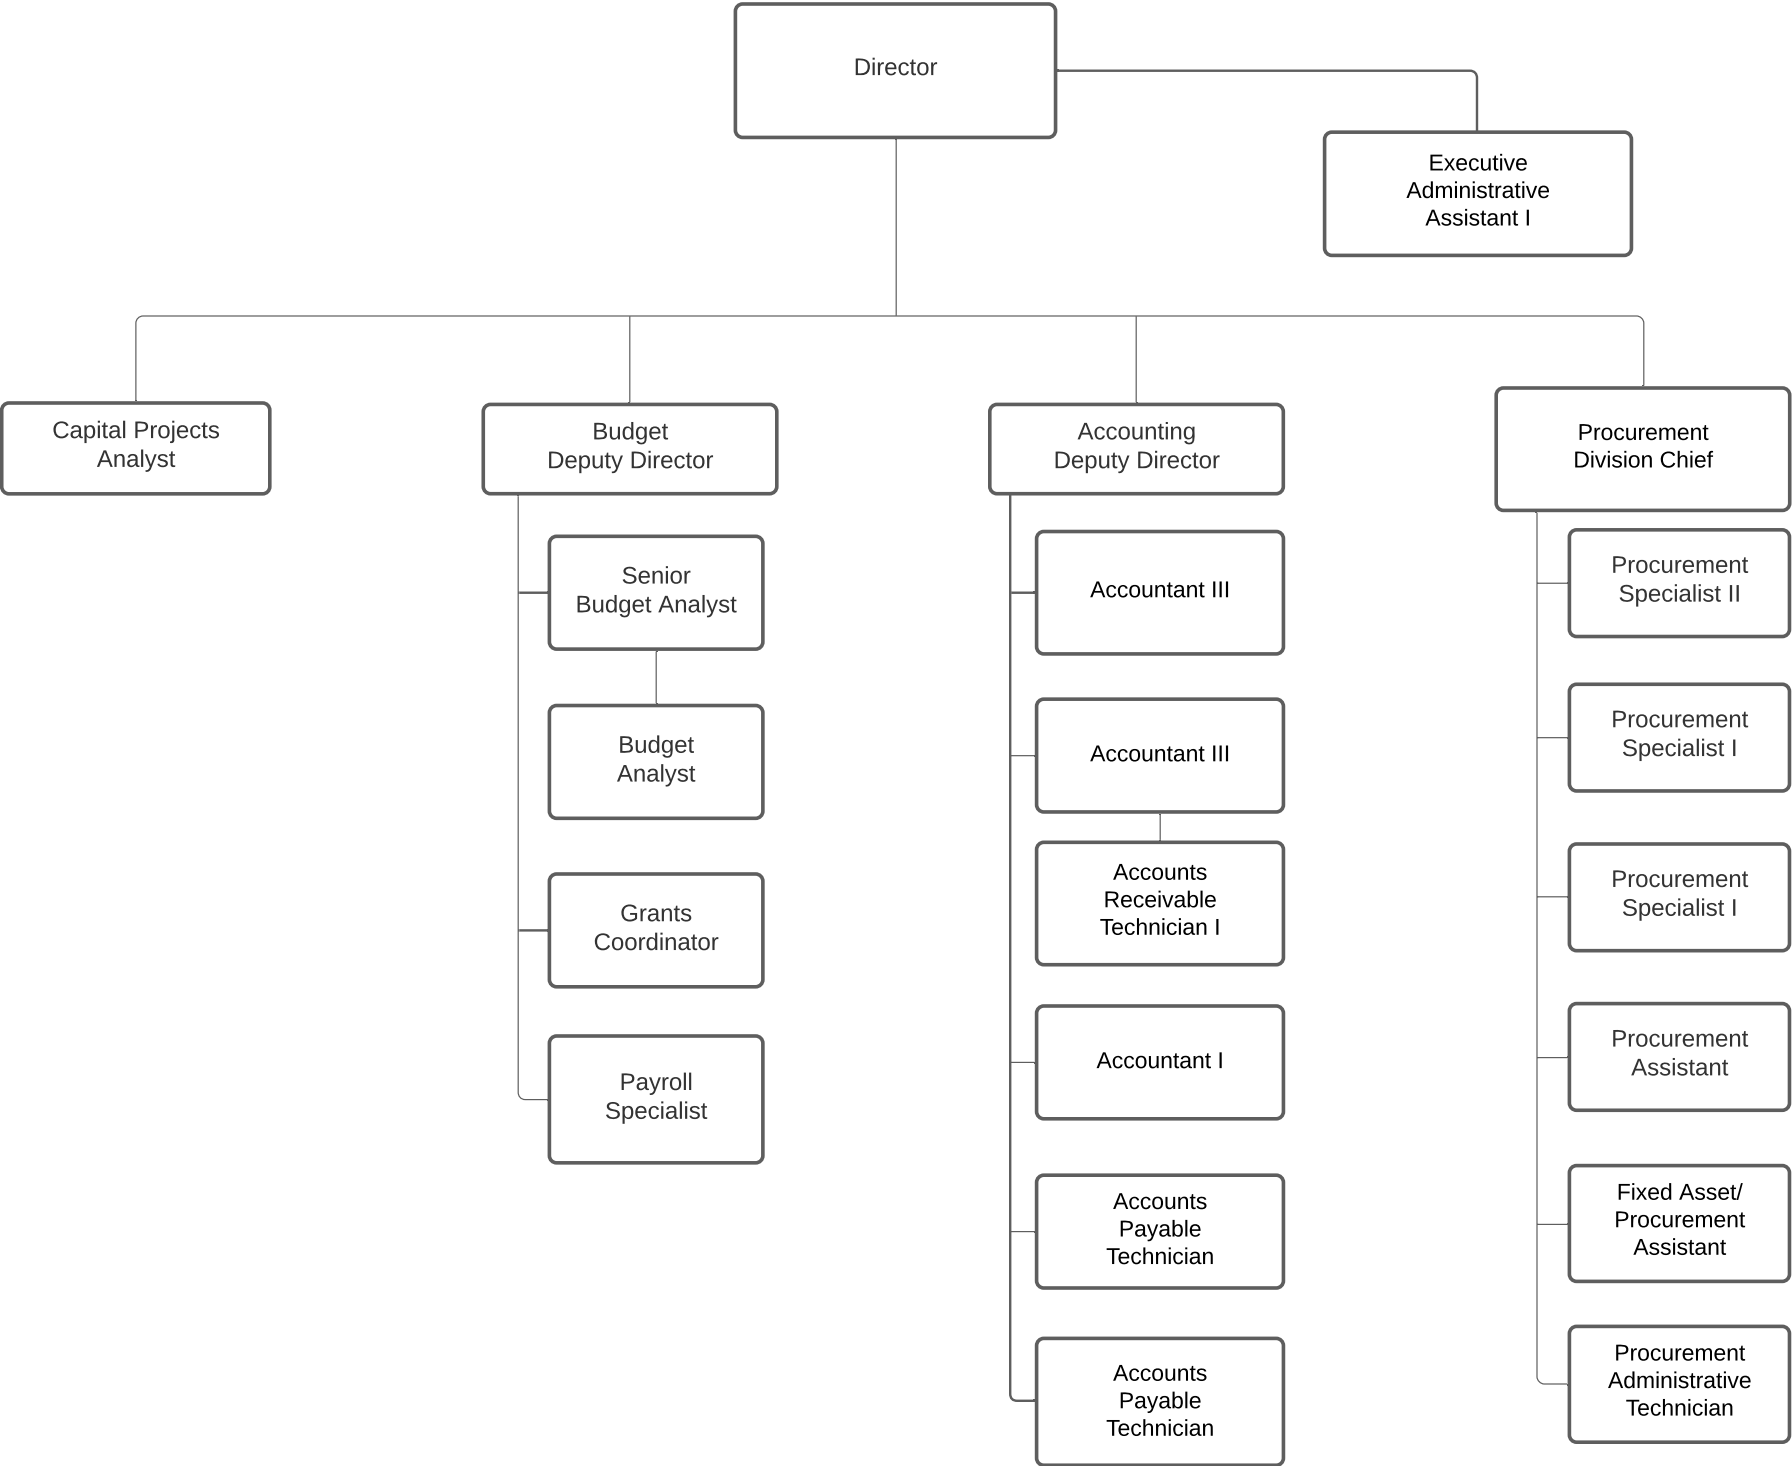 Director
Executive
Administrative
Assistant I
Capital Projects
Analyst
Budget
Deputy Director
Accounting
Deputy Director
Procurement
Division Chief
Senior
Budget Analyst
Budget
Analyst
Grants
Coordinator
Payroll
Specialist
Accountant III
Accountant III
Accounts
Receivable
Technician I
Accountant I
Accounts
Payable
Technician
Accounts
Payable
Technician
Procurement
Specialist II
Procurement
Specialist I
Procurement
Specialist I
Procurement
Assistant
Fixed Asset/
Procurement
Assistant
Procurement
Administrative
Technician